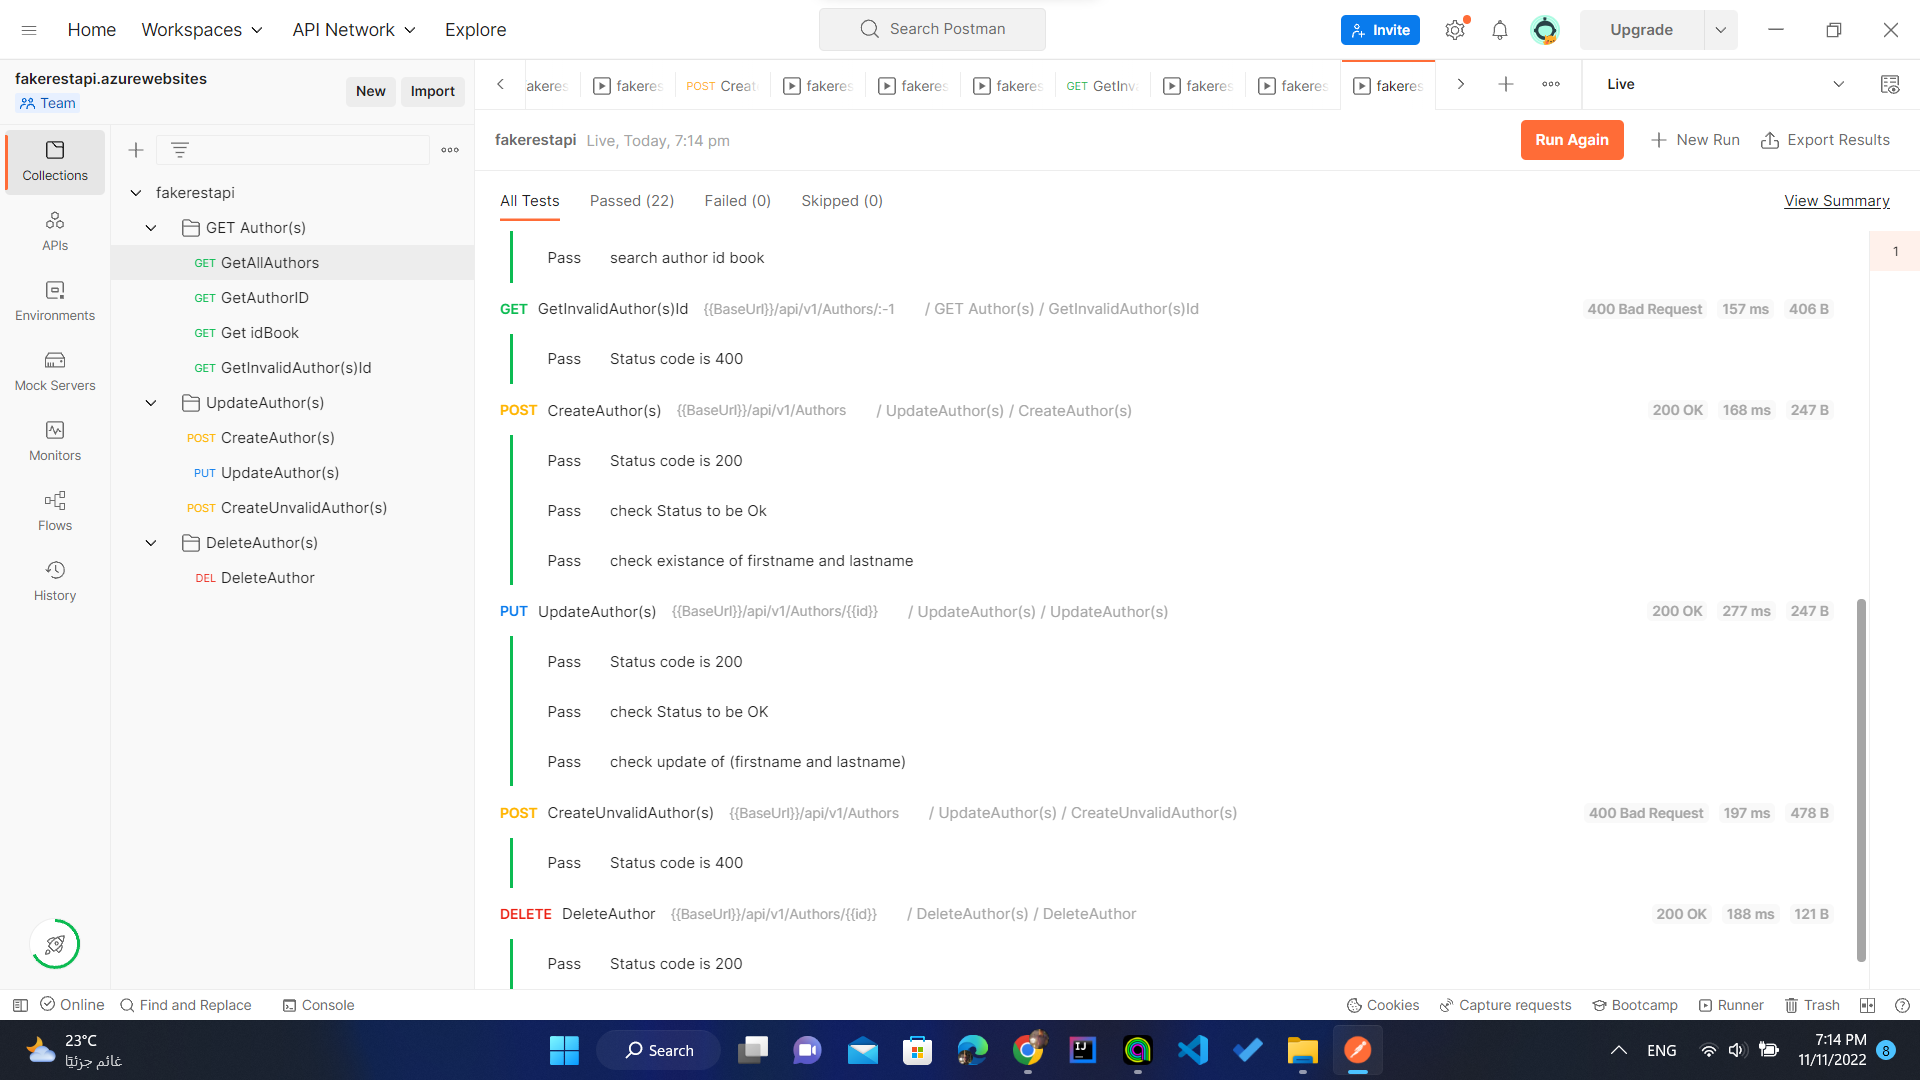 Home
Workspaces
API Network
Explore
Search Postman
Invite
Upgrade
fakerestapi.azurewebsites
Team
New
Import
akeres
fakeres
POST Creat
fakeres
fakeres
fakeres
GET GetInv
fakeres
fakeres
fakeres
Live
Collections
APIs
Environments
Mock Servers
Monitors
Flows
History
fakerestapi
GET Author(s)
GET GetAllAuthors
GET GetAuthorID
GET Get idBook
GET GetInvalidAuthor(s)Id
UpdateAuthor(s)
POST CreateAuthor(s)
PUT UpdateAuthor(s)
POST CreateUnvalidAuthor(s)
DeleteAuthor(s)
DEL DeleteAuthor
fakerestapi Live, Today, 7:14 pm
Run Again
New Run
Export Results
All Tests
Passed (22)
Failed (0)
Skipped (0)
View Summary
1
Pass search author id book
GET GetInvalidAuthor(s)Id {{BaseUrl}}/api/v1/Authors/:-1 / GET Author(s) / GetInvalidAuthor(s)Id 400 Bad Request 157 ms 406 B
Pass Status code is 400
POST CreateAuthor(s) {{BaseUrl}}/api/v1/Authors / UpdateAuthor(s) / CreateAuthor(s) 200 OK 168 ms 247 B
Pass Status code is 200
Pass check Status to be Ok
Pass check existance of firstname and lastname
PUT UpdateAuthor(s) {{BaseUrl}}/api/v1/Authors/{{id}} / UpdateAuthor(s) / UpdateAuthor(s) 200 OK 277 ms 247 B
Pass Status code is 200
Pass check Status to be OK
Pass check update of (firstname and lastname)
POST CreateUnvalidAuthor(s) {{BaseUrl}}/api/v1/Authors / UpdateAuthor(s) / CreateUnvalidAuthor(s) 400 Bad Request 197 ms 478 B
Pass Status code is 400
DELETE DeleteAuthor {{BaseUrl}}/api/v1/Authors/{{id}} / DeleteAuthor(s) / DeleteAuthor 200 OK 188 ms 121 B
Pass Status code is 200
Online
Find and Replace
Console
Cookies
Capture requests
Bootcamp
Runner
Trash
23°C
غائم جزئيًا
Search
ENG
7:14 PM
11/11/2022
8